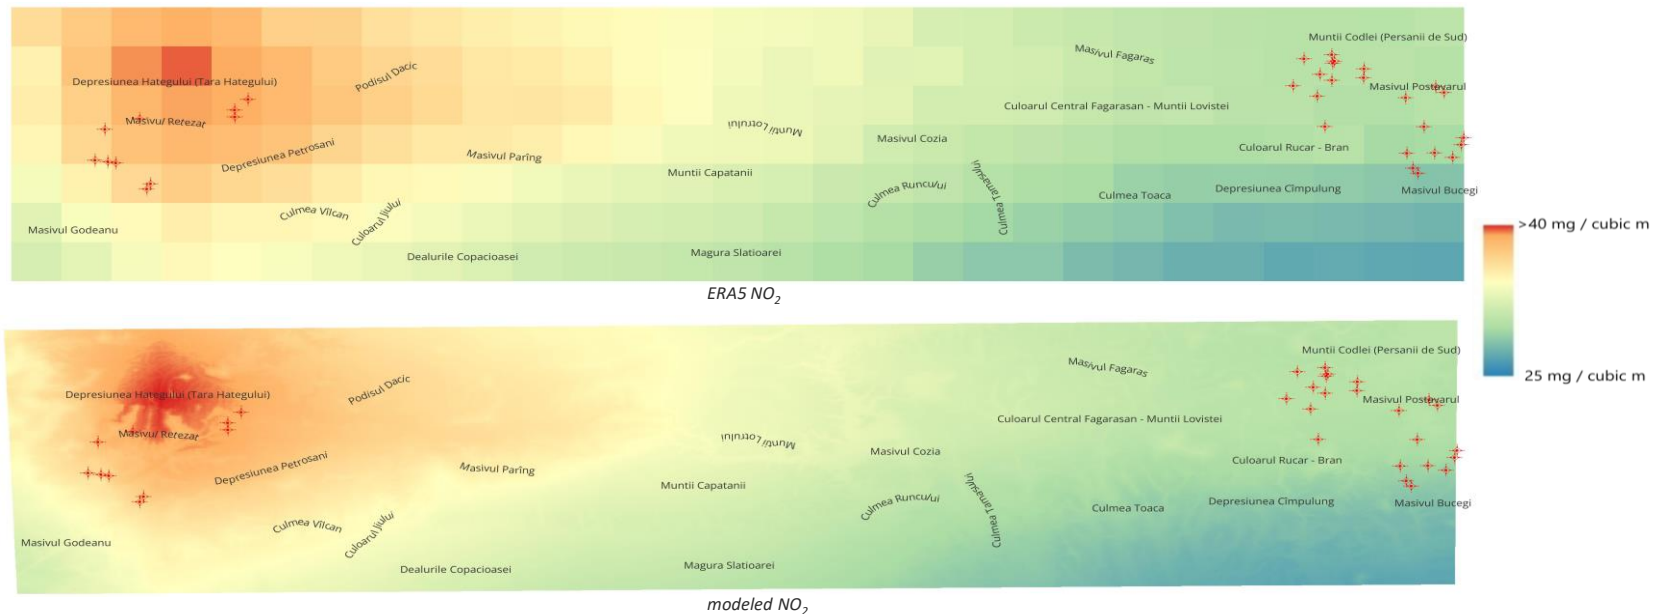 Muntii Codlei (Persanii de Sud)
Masivul Fagaras
Podisul Dacic
Depresiunea Hategului (Tara Hategului)
Masivul Postavarul
Culoarul Central Fagarasan - Muntii Lovistei
Masivul Retezat
Muntii Lotrului
Masivul Cozia
Culoarul Rucar - Bran
Depresiunea Petrosani
Masivul Parîng
Muntii Capatanii
Culmea Runcului
Culmea Tamasului
Culmea Toaca
Depresiunea Cîmpulung
Masivul Bucegi
Culmea Vîlcan
Culoarul Jiului
Masivul Godeanu
Dealurile Copacioasei
Magura Slatioarei
>40 mg / cubic m
25 mg / cubic m
ERA5 NO2
Muntii Codlei (Persanii de Sud)
Masivul Fagaras
Podisul Dacic
Depresiunea Hategului (Tara Hategului)
Masivul Postavarul
Culoarul Central Fagarasan - Muntii Lovistei
Masivul Retezat
Muntii Lotrului
Masivul Cozia
Culoarul Rucar - Bran
Depresiunea Petrosani
Masivul Parîng
Muntii Capatanii
Culmea Runcului
Culmea Tamasului
Culmea Toaca
Depresiunea Cîmpulung
Masivul Bucegi
Culmea Vîlcan
Culoarul Jiului
Masivul Godeanu
Dealurile Copacioasei
Magura Slatioarei
modeled NO2